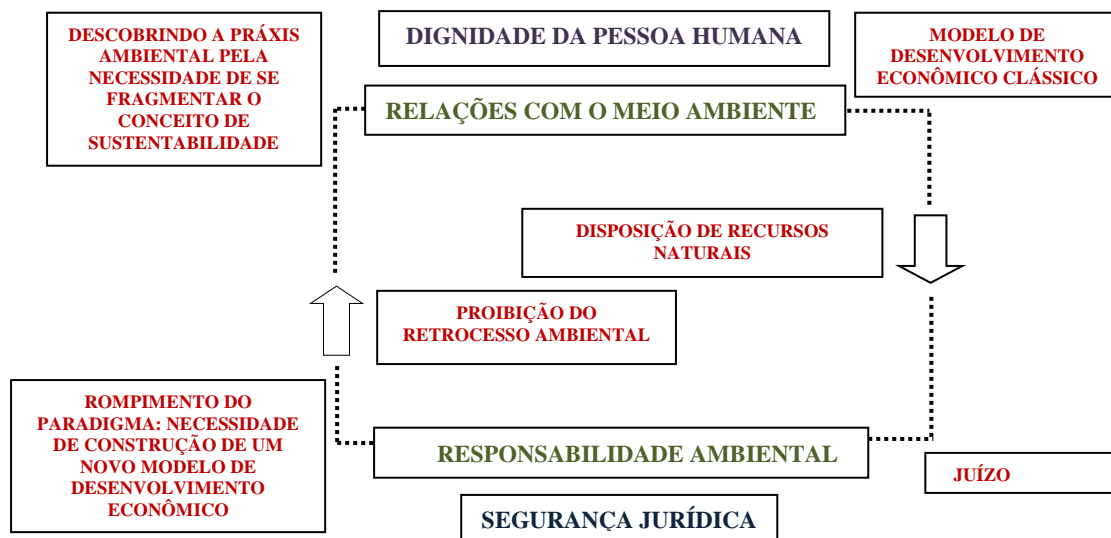 DESCOBRINDO A PRÁXIS
AMBIENTAL PELA
NECESSIDADE DE SE
FRAGMENTAR O
CONCEITO DE
SUSTENTABILIDADE
DIGNIDADE DA PESSOA HUMANA
MODELO DE
DESENVOLVIMENTO
ECONÔMICO CLÁSSICO
RELAÇÕES COM O MEIO AMBIENTE
DISPOSIÇÃO DE RECURSOS
NATURAIS
PROIBIÇÃO DO
RETROCESSO AMBIENTAL
ROMPIMENTO DO
PARADIGMA: NECESSIDADE
DE CONSTRUÇÃO DE UM
NOVO MODELO DE
DESENVOLVIMENTO
ECONÔMICO
RESPONSABILIDADE AMBIENTAL
JUÍZO
SEGURANÇA JURÍDICA